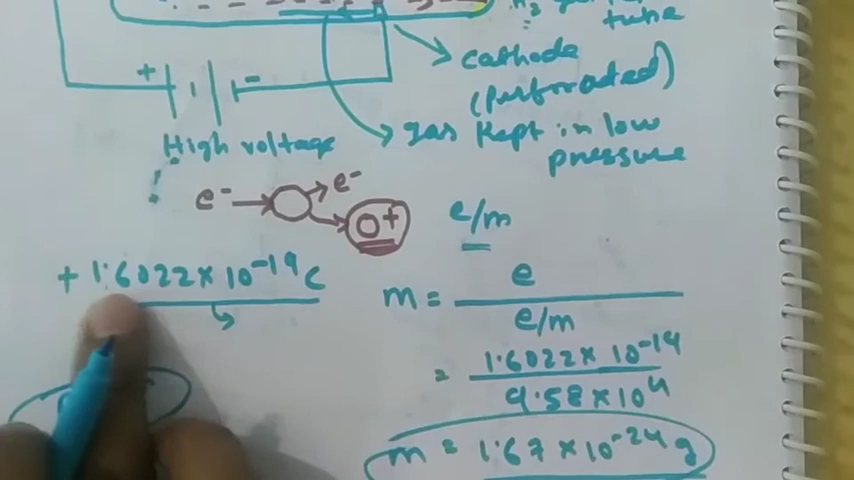 tube
cathode
(perforated)
+ -
High voltage
gas kept in low
pressure
e⁻ → e⁻
O+
e/m
+ 1.6022 × 10⁻¹⁹ C
m = e
e/m
= 1.6022 × 10⁻¹⁹
9.58 × 10⁴
m = 1.67 × 10⁻²⁴ g